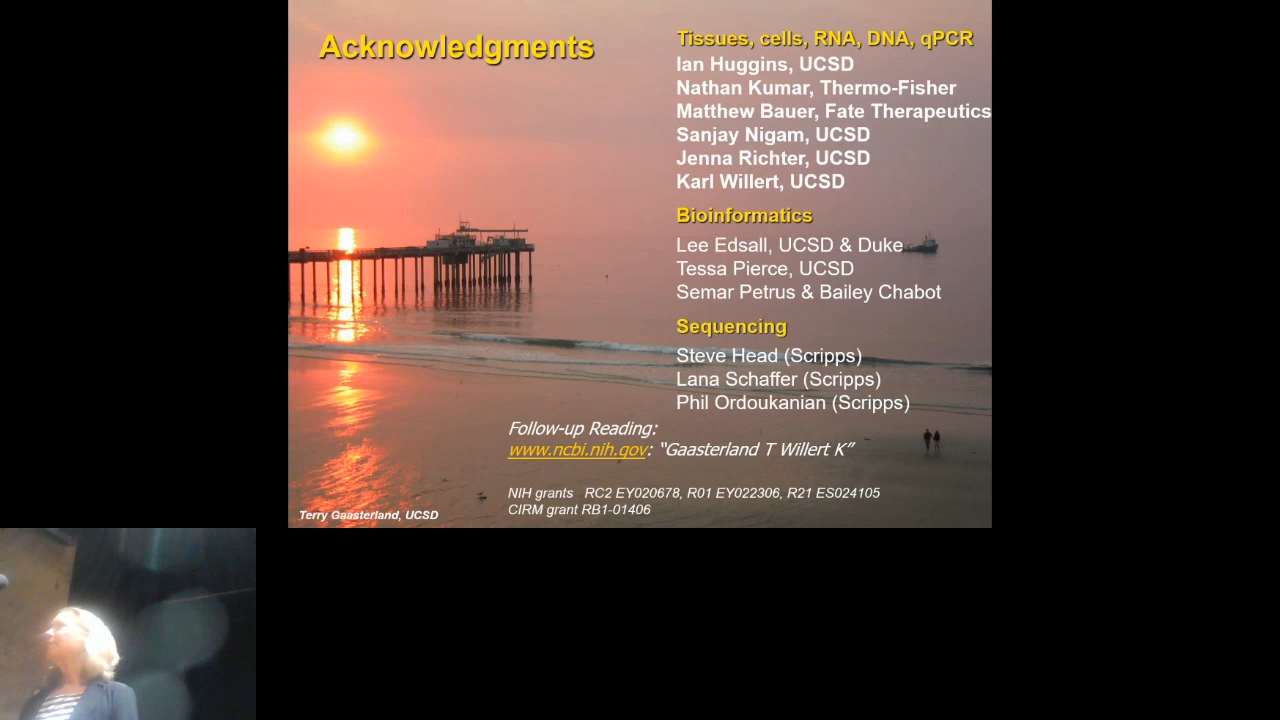 Acknowledgments
Tissues, cells, RNA, DNA, qPCR
Ian Huggins, UCSD
Nathan Kumar, Thermo-Fisher
Matthew Bauer, Fate Therapeutics
Sanjay Nigam, UCSD
Jenna Richter, UCSD
Karl Willert, UCSD
Bioinformatics
Lee Edsall, UCSD & Duke
Tessa Pierce, UCSD
Semar Petrus & Bailey Chabot
Sequencing
Steve Head (Scripps)
Lana Schaffer (Scripps)
Phil Ordoukanian (Scripps)
Follow-up Reading:
www.ncbi.nih.gov: “Gaasterland T Willert K”
NIH grants RC2 EY020678, R01 EY022306, R21 ES024105
CIRM grant RB1-01406
Terry Gaasterland, UCSD